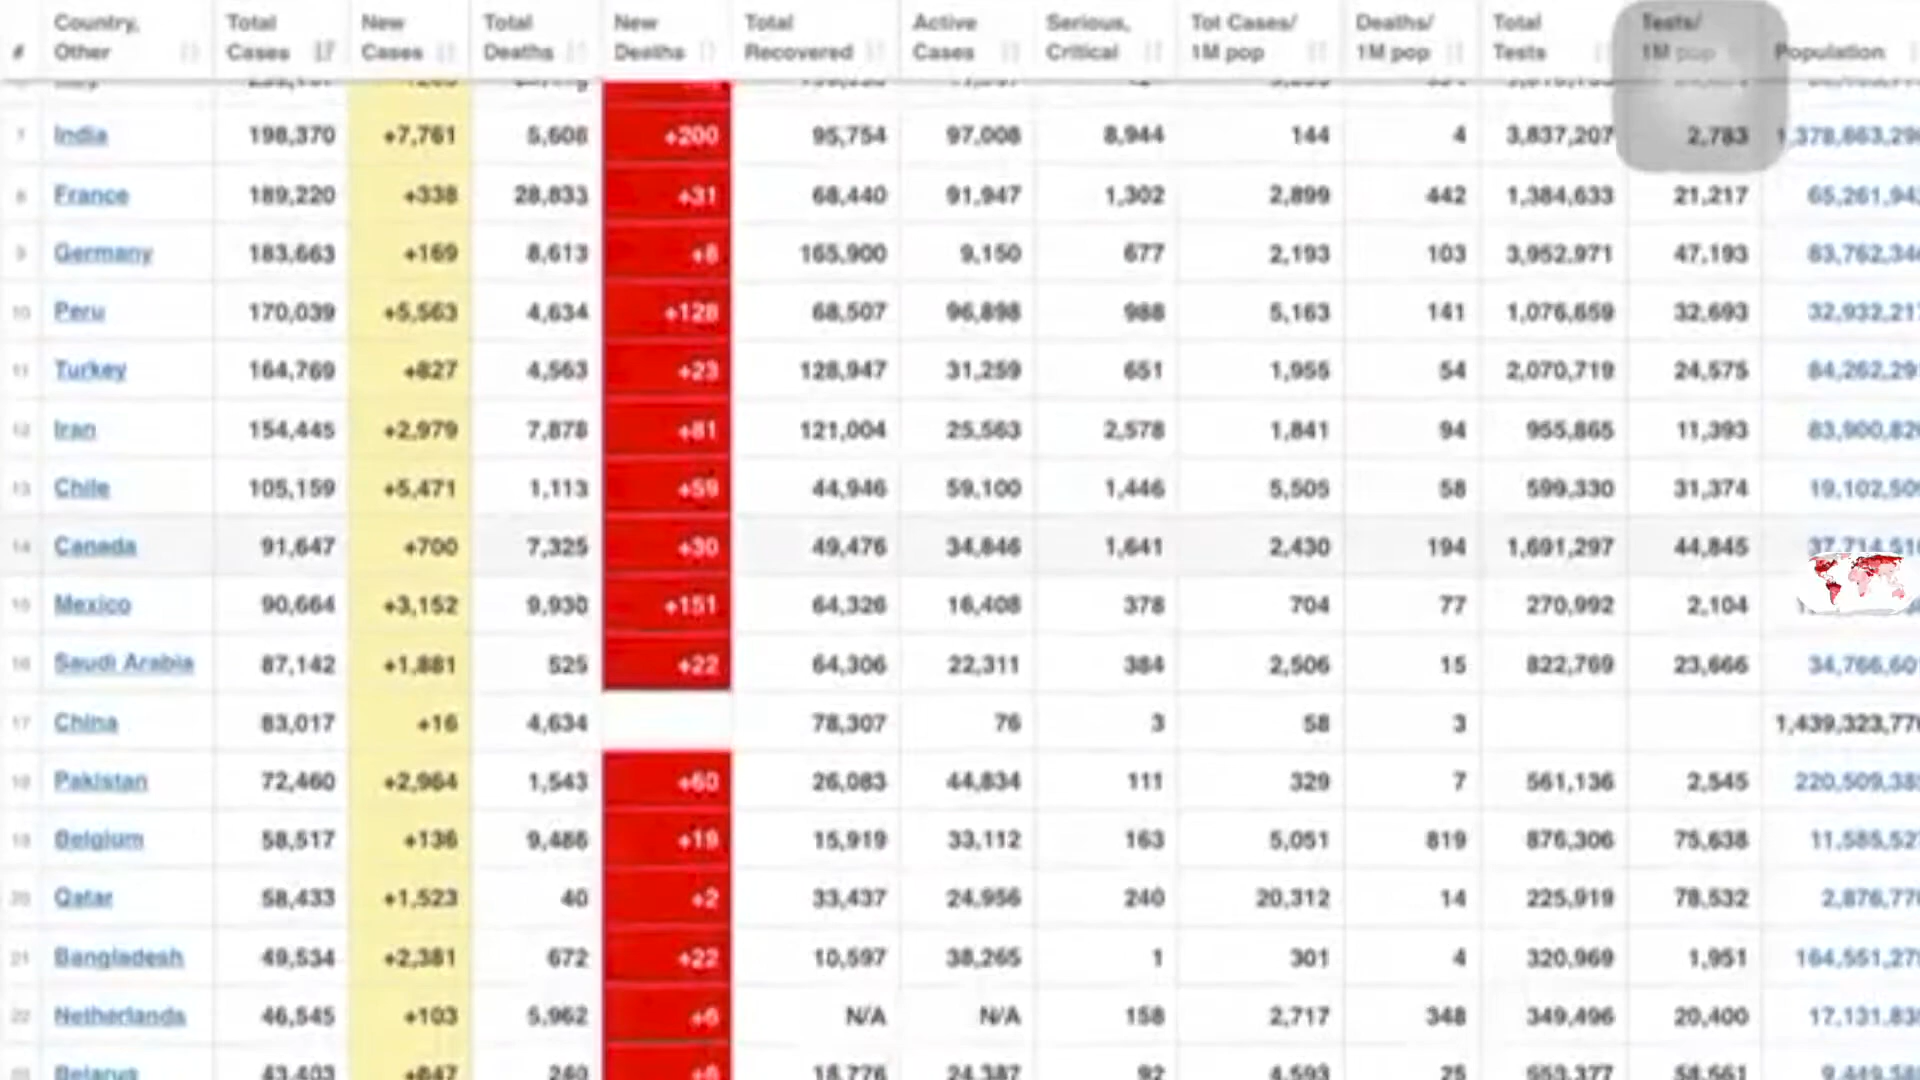 # Country, Other Total Cases New Cases Total Deaths New Deaths Total Recovered Active Cases Serious, Critical Tot Cases/ 1M pop Deaths/ 1M pop Total Tests Tests/ 1M pop Population
7 India 198,370 +7,761 5,608 +200 95,754 97,008 8,944 144 4 3,837,207 2,783
8 France 189,220 +338 28,833 +31 68,440 91,947 1,302 2,899 442 1,384,633 21,217
9 Germany 183,663 +169 8,613 +8 165,900 9,150 677 2,193 103 3,952,971 47,193
10 Peru 170,039 +5,563 4,634 +128 68,507 96,898 988 5,163 141 1,076,659 32,693
11 Turkey 164,769 +827 4,563 +23 128,947 31,259 651 1,955 54 2,070,719 24,575
12 Iran 154,445 +2,979 7,878 +81 121,004 25,563 2,578 1,841 94 955,865 11,393
13 Chile 105,159 +5,471 1,113 +59 44,946 59,100 1,446 5,505 58 599,330 31,374
14 Canada 91,647 +700 7,325 +30 49,476 34,846 1,641 2,430 194 1,691,297 44,845
15 Mexico 90,664 +3,152 9,930 +151 64,326 16,408 378 704 77 270,992 2,104
16 Saudi Arabia 87,142 +1,881 525 +22 64,306 22,311 384 2,506 15 822,769 23,666
17 China 83,017 +16 4,634 78,307 76 3 58 3
18 Pakistan 72,460 +2,964 1,543 +60 26,083 44,834 111 329 7 561,136 2,545
19 Belgium 58,517 +136 9,486 +19 15,919 33,112 163 5,051 819 876,306 75,638
20 Qatar 58,433 +1,523 40 +2 33,437 24,956 240 20,312 14 225,919 78,532
21 Bangladesh 49,534 +2,381 672 +22 10,597 38,265 1 301 4 320,969 1,951
22 Netherlands 46,545 +103 5,962 +6 N/A N/A 158 2,717 348 349,496 20,400
Belarus